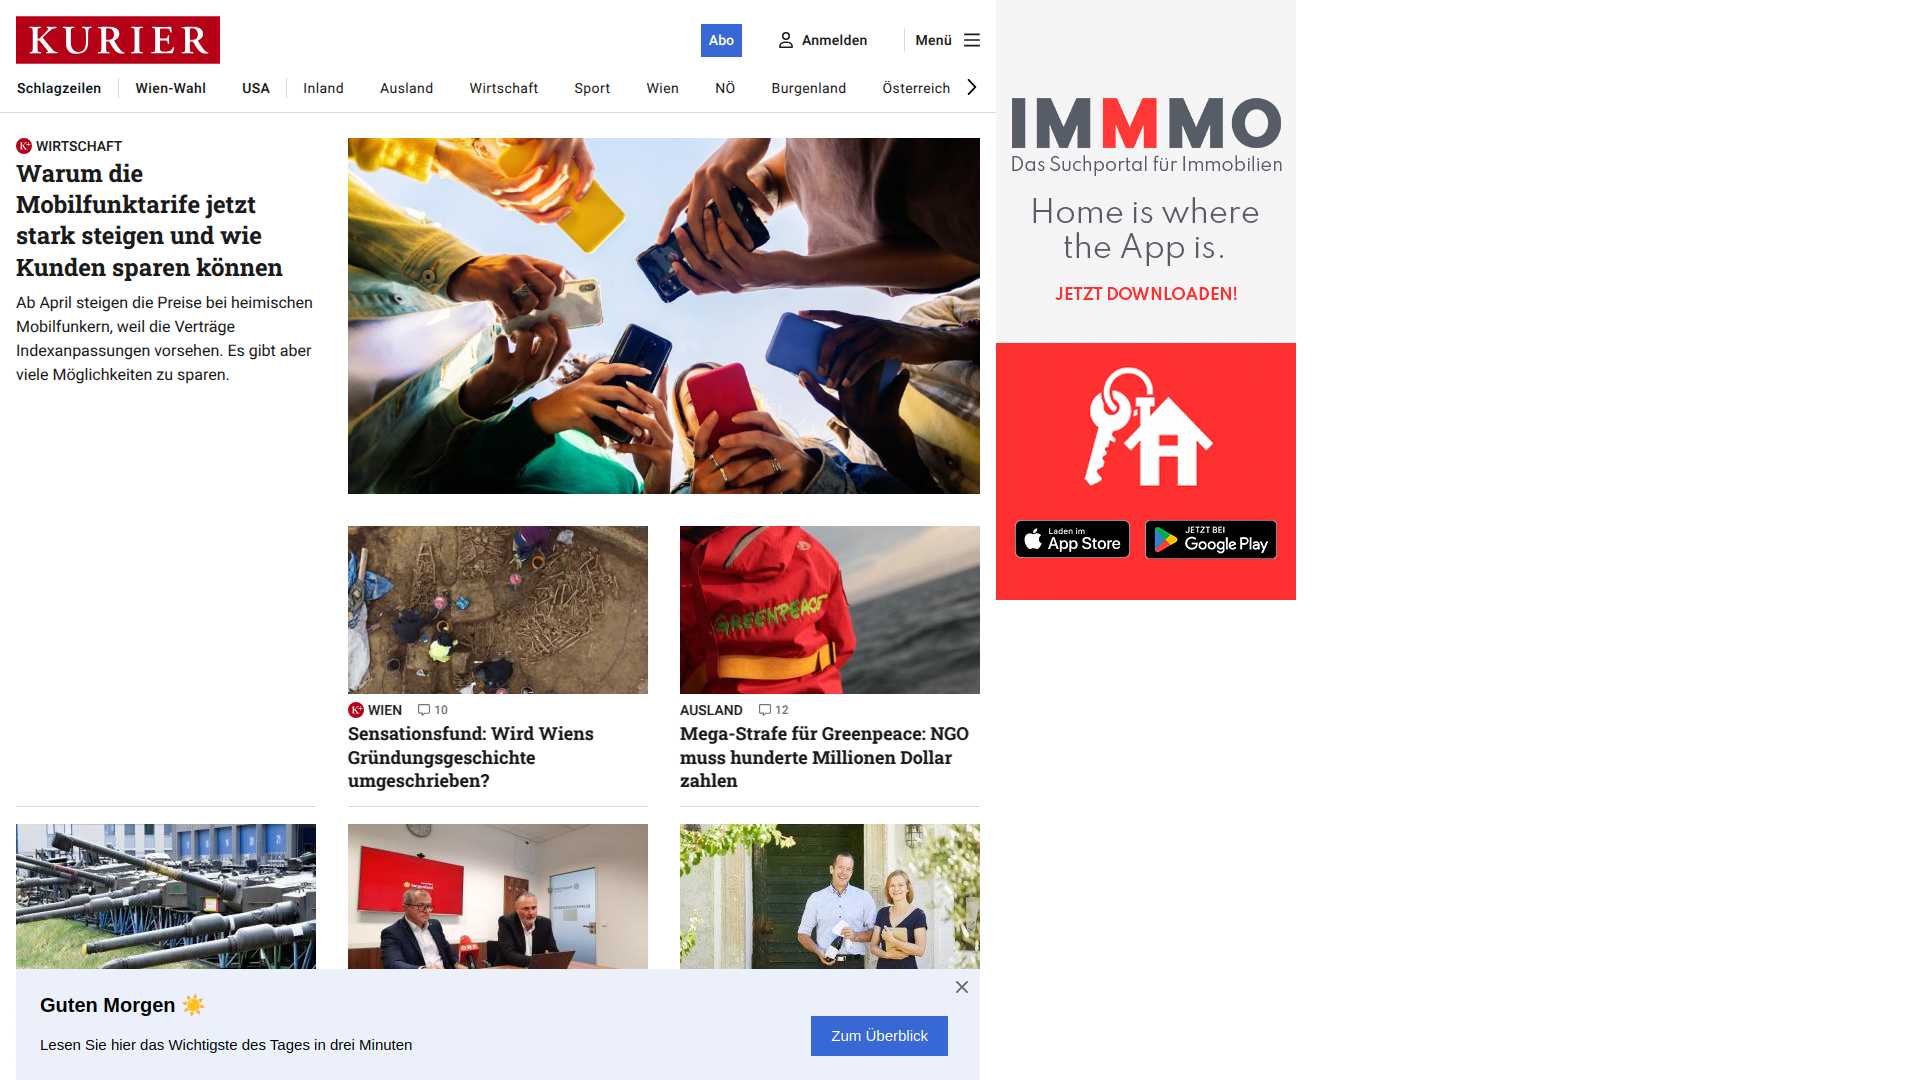 KURIER
Abo
Anmelden
Menü
Schlagzeilen
Wien-Wahl
USA
Inland
Ausland
Wirtschaft
Sport
Wien
NÖ
Burgenland
Österreich
K+ WIRTSCHAFT
Warum die
Mobilfunktarife jetzt
stark steigen und wie
Kunden sparen können
Ab April steigen die Preise bei heimischen
Mobilfunkern, weil die Verträge
Indexanpassungen vorsehen. Es gibt aber
viele Möglichkeiten zu sparen.
GREENPEACE
K+ WIEN 10
Sensationsfund: Wird Wiens
Gründungsgeschichte
umgeschrieben?
AUSLAND 12
Mega-Strafe für Greenpeace: NGO
muss hunderte Millionen Dollar
zahlen
Guten Morgen ☀️
Lesen Sie hier das Wichtigste des Tages in drei Minuten
Zum Überblick
IMMMO
Das Suchportal für Immobilien
Home is where
the App is.
JETZT DOWNLOADEN!
Laden im
App Store
JETZT BEI
Google Play